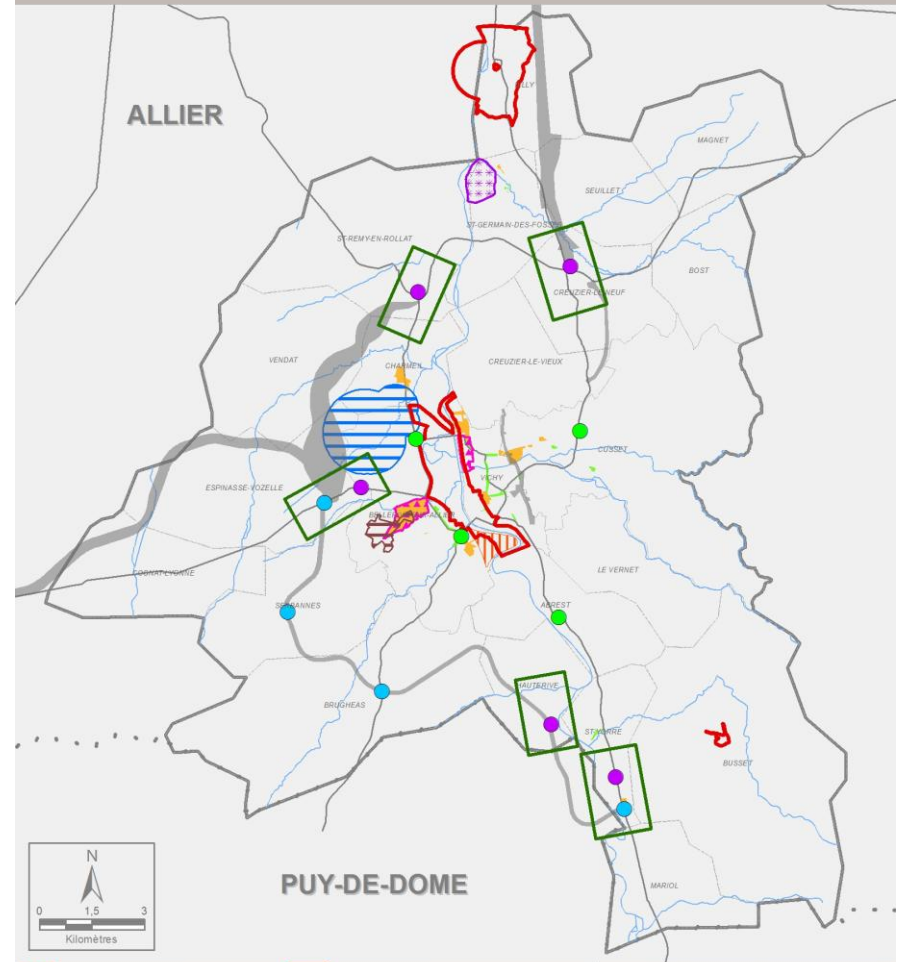 ALLIER
MAGNET
SEUILLET
ST-GERMAIN-DES-FOSSES
ST-REMY-EN-ROLLAT
BOST
CREUZIER-LE-NEUF
VENDAT
CREUZIER-LE-VIEUX
CHARMEIL
CUSSET
VICHY
ESPINASSE-VOZELLE
COGNAT-LYONNE
LE VERNET
SERBANNES
ABREST
HAUTERIVE
BRUGHEAS
ST-YORRE
BUSSET
N
PUY-DE-DOME
MARIOL
0 1,5 3
Kilomètres